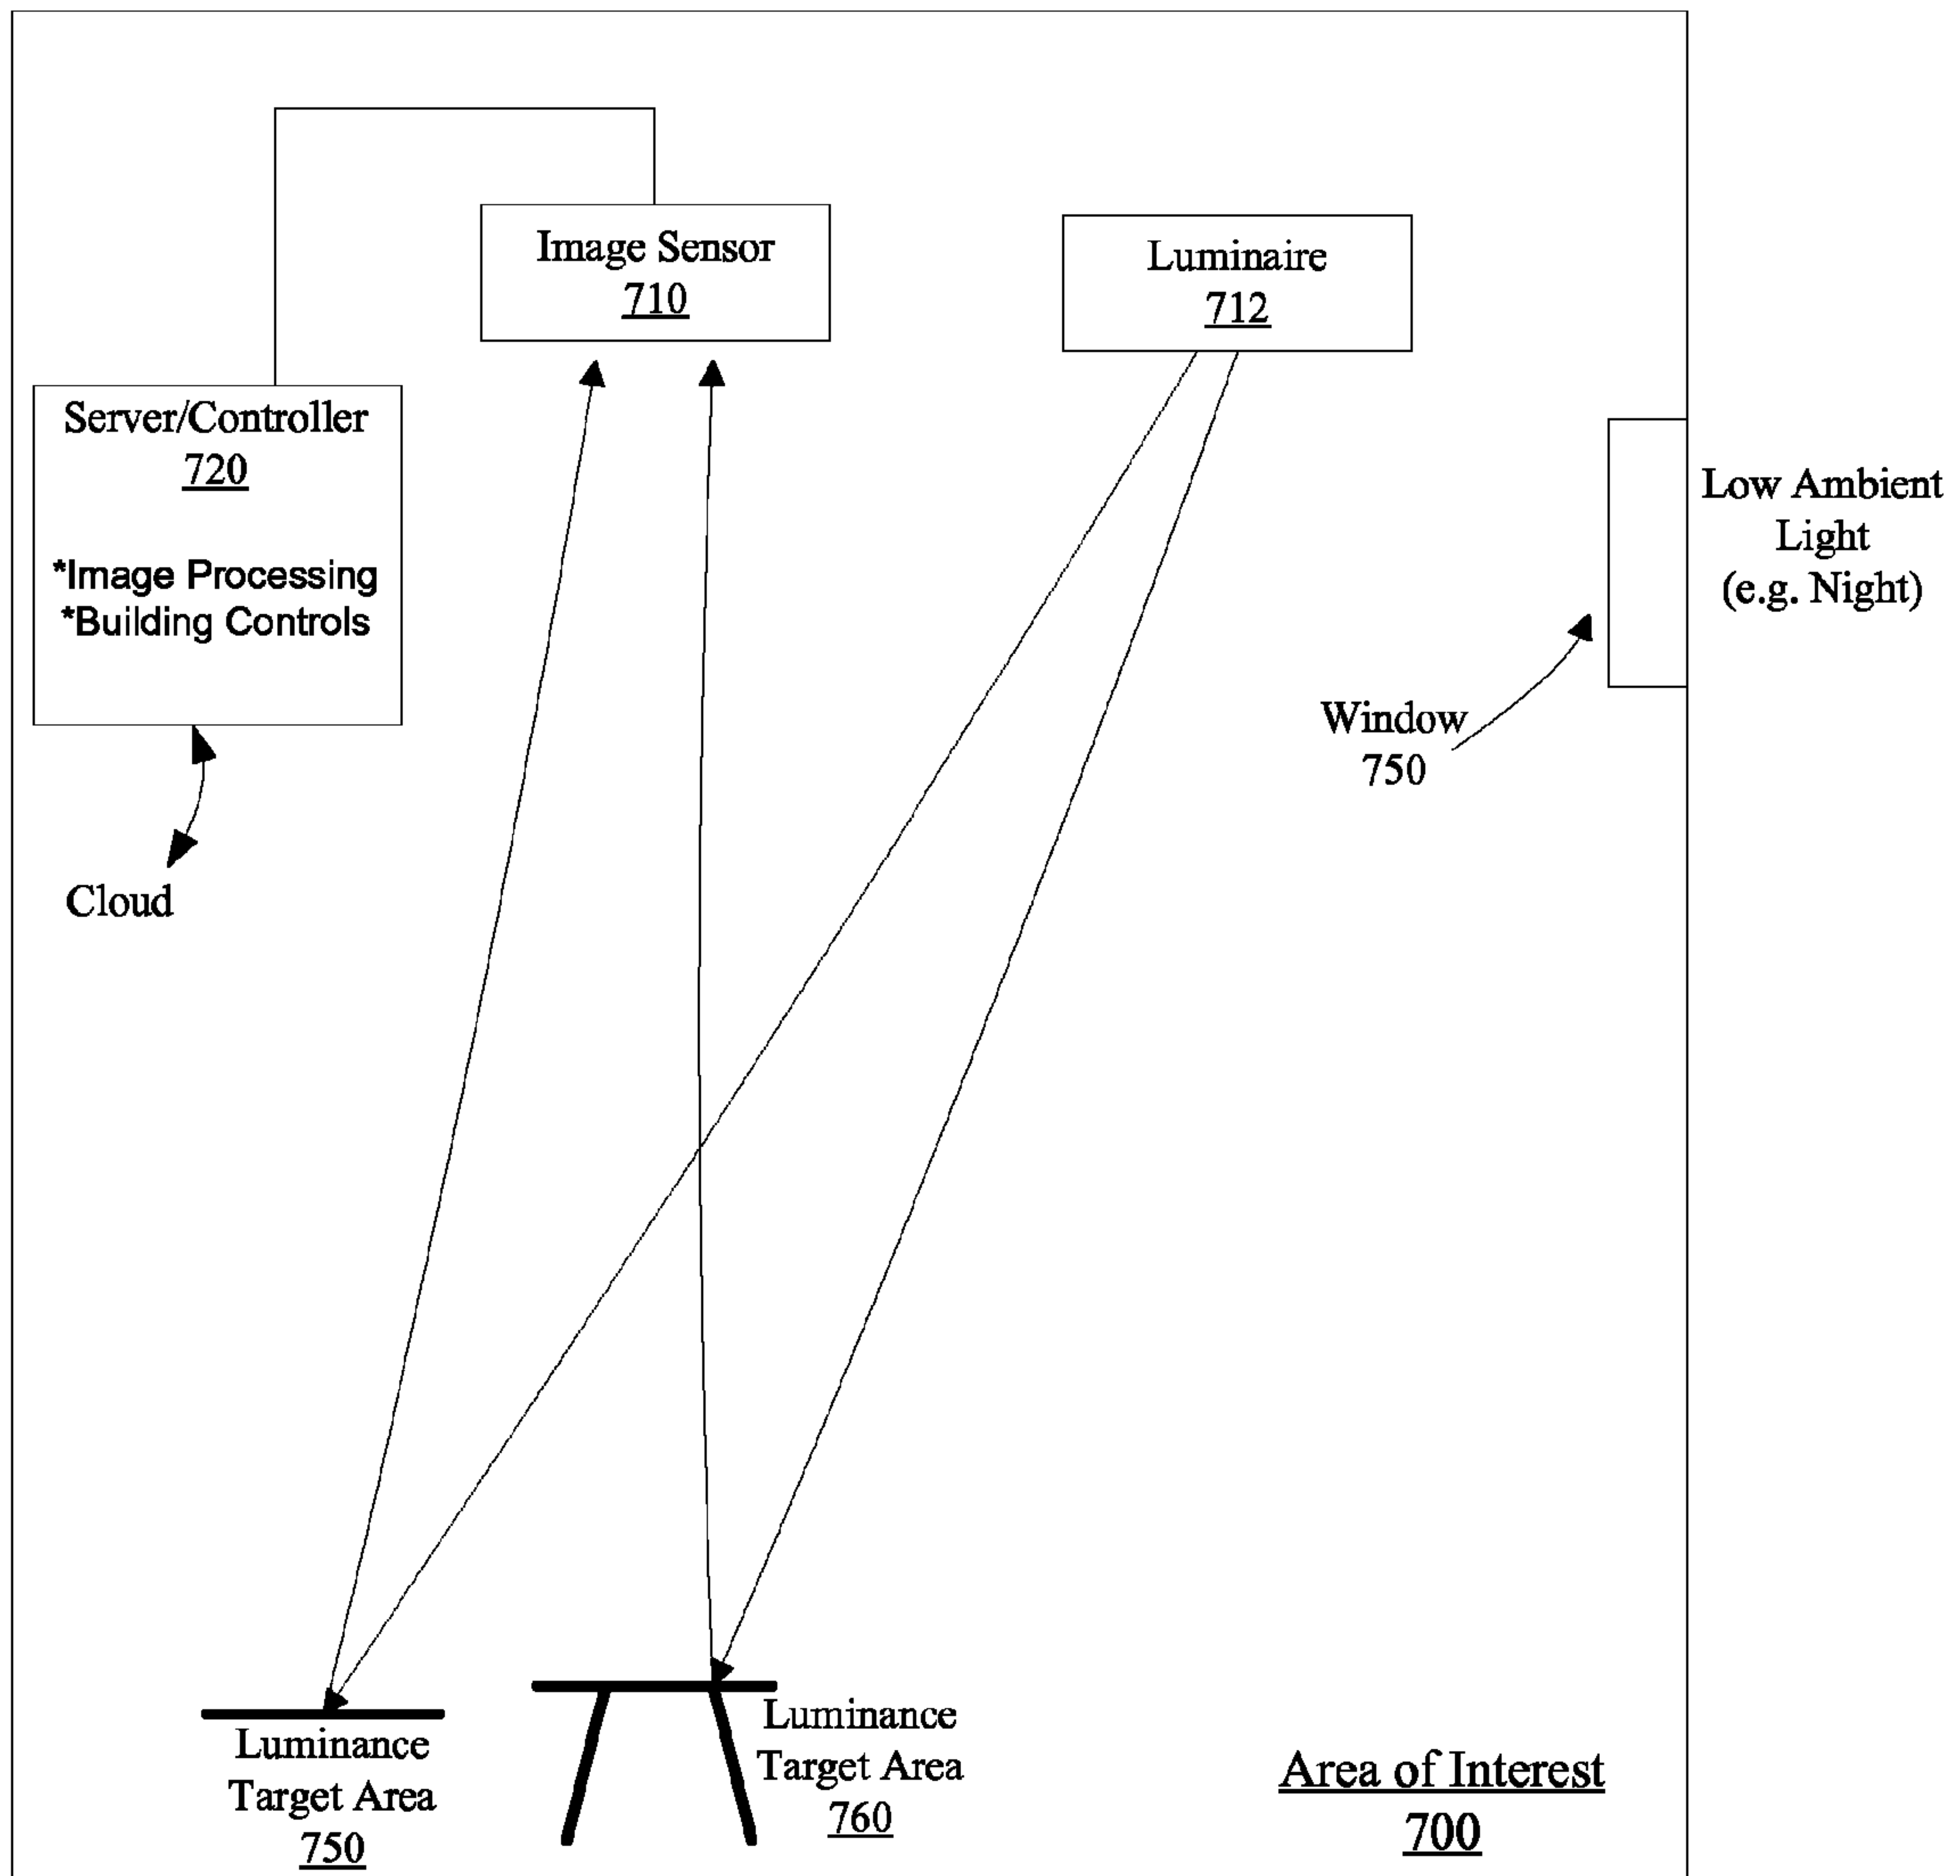 Image Sensor
710
Luminaire
712
Server/Controller
720
*Image Processing
*Building Controls
Low Ambient
Light
(e.g. Night)
Window
750
Cloud
Luminance
Target Area
750
Luminance
Target Area
760
Area of Interest
700